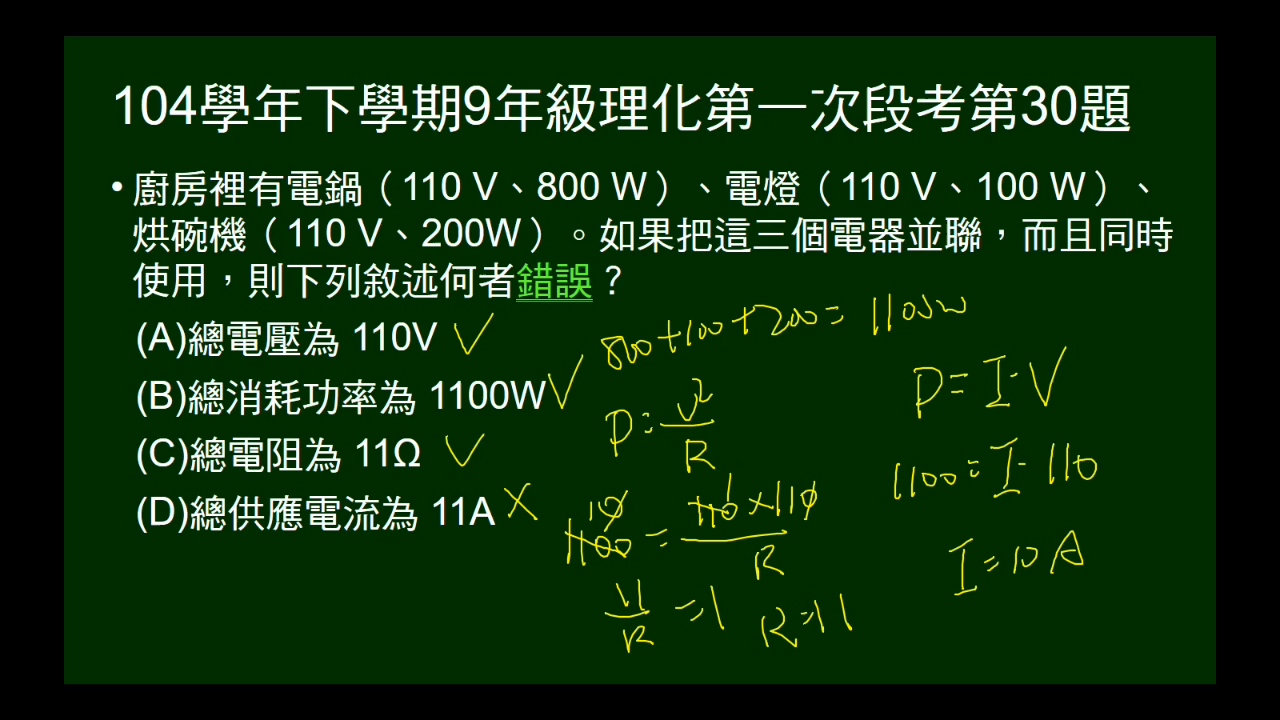 104學年下學期9年級理化第一次段考第30題
• 廚房裡有電鍋（110 V、800 W）、電燈（110 V、100 W）、
烘碗機（110 V、200W）。如果把這三個電器並聯，而且同時
使用，則下列敘述何者錯誤？
(A)總電壓為 110V ✓
(B)總消耗功率為 1100W ✓
(C)總電阻為 11Ω ✓
(D)總供應電流為 11A ✗
800+100+200= 1100W
P= V²/R
1100 = 110×110/R
10 1
11/R =1 R=11
P= I·V
1100= I·110
I=10A